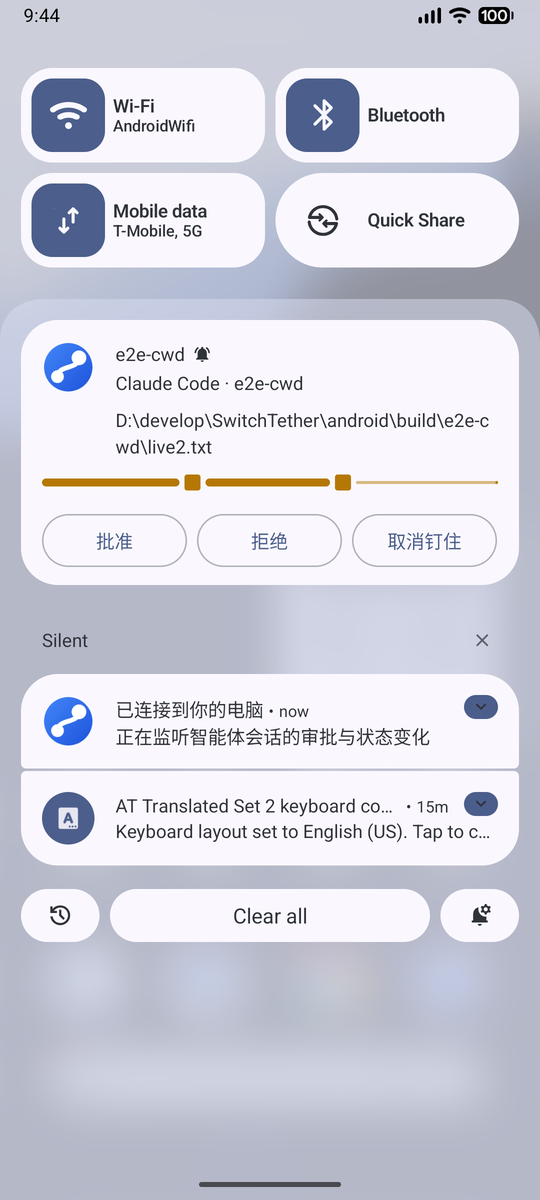 9:44
100
Wi-Fi
AndroidWifi
Bluetooth
Mobile data
T-Mobile, 5G
Quick Share
e2e-cwd
Claude Code · e2e-cwd
D:\develop\SwitchTether\android\build\e2e-c
wd\live2.txt
批准
拒绝
取消钉住
Silent
已连接到你的电脑 • now
正在监听智能体会话的审批与状态变化
AT Translated Set 2 keyboard co… • 15m
Keyboard layout set to English (US). Tap to c…
Clear all